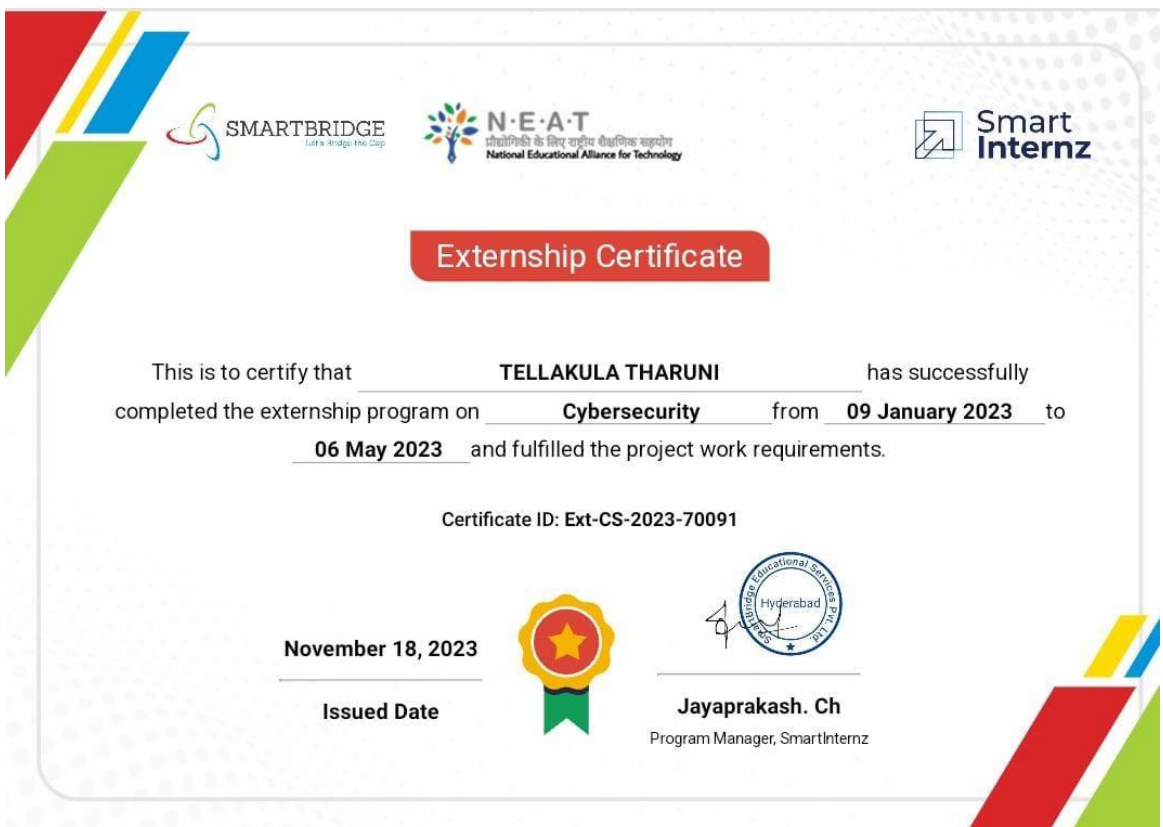 SMARTBRIDGE
Let's Bridge the Gap
N·E·A·T
प्रौद्योगिकी के लिए राष्ट्रीय शैक्षणिक सहयोग
National Educational Alliance for Technology
Smart
Internz
Externship Certificate
This is to certify that TELLAKULA THARUNI has successfully
completed the externship program on Cybersecurity from 09 January 2023 to
06 May 2023 and fulfilled the project work requirements.
Certificate ID: Ext-CS-2023-70091
SmartBridge Educational Services Pvt. Ltd.
Hyderabad
November 18, 2023
Issued Date
Jayaprakash. Ch
Program Manager, SmartInternz